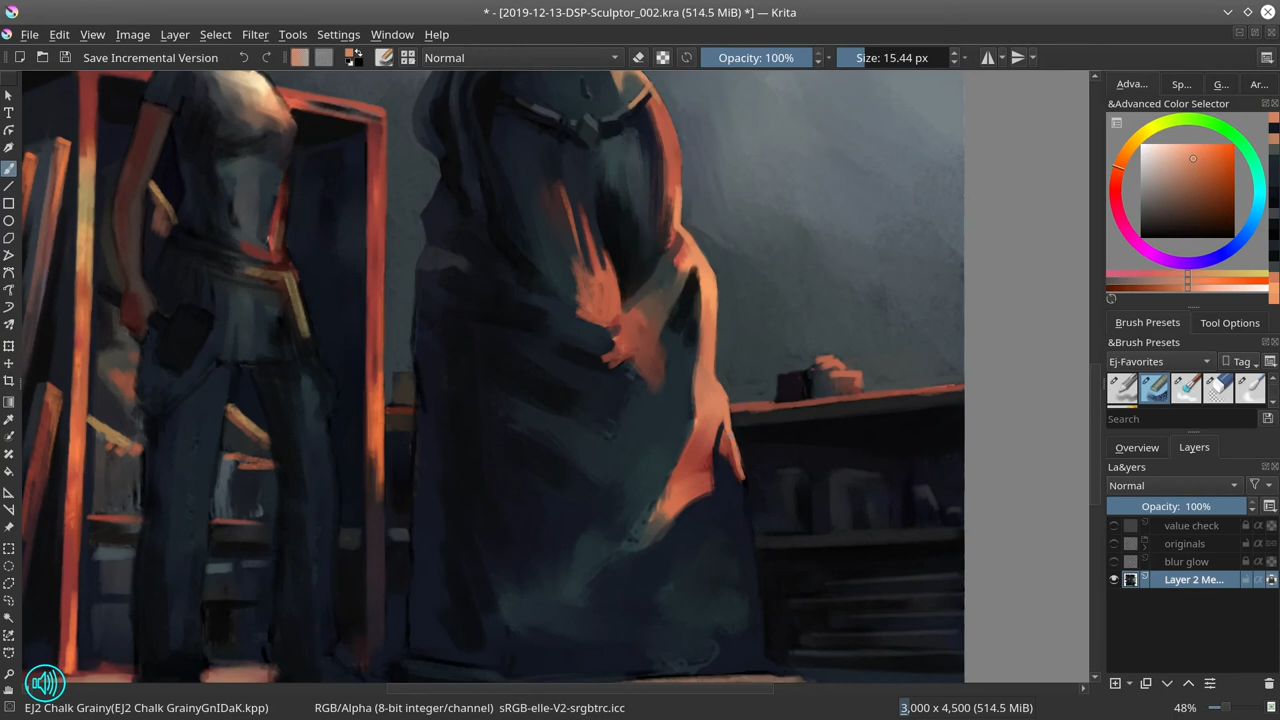 * - [2019-12-13-DSP-Sculptor_002.kra (514.5 MiB) *] — Krita
File Edit View Image Layer Select Filter Tools Settings Window Help
Save Incremental Version Normal Opacity: 100% Size: 15.44 px
Adva... Sp... G... Ar...
&Advanced Color Selector
Brush Presets Tool Options
&Brush Presets
Ej-Favorites Tag
Search
Overview Layers
La&yers
Normal
Opacity: 100%
value check
originals
blur glow
Layer 2 Me...
EJ2 Chalk Grainy(EJ2 Chalk GrainyGnIDaK.kpp) RGB/Alpha (8-bit integer/channel) sRGB-elle-V2-srgbtrc.icc 3,000 x 4,500 (514.5 MiB) 48%